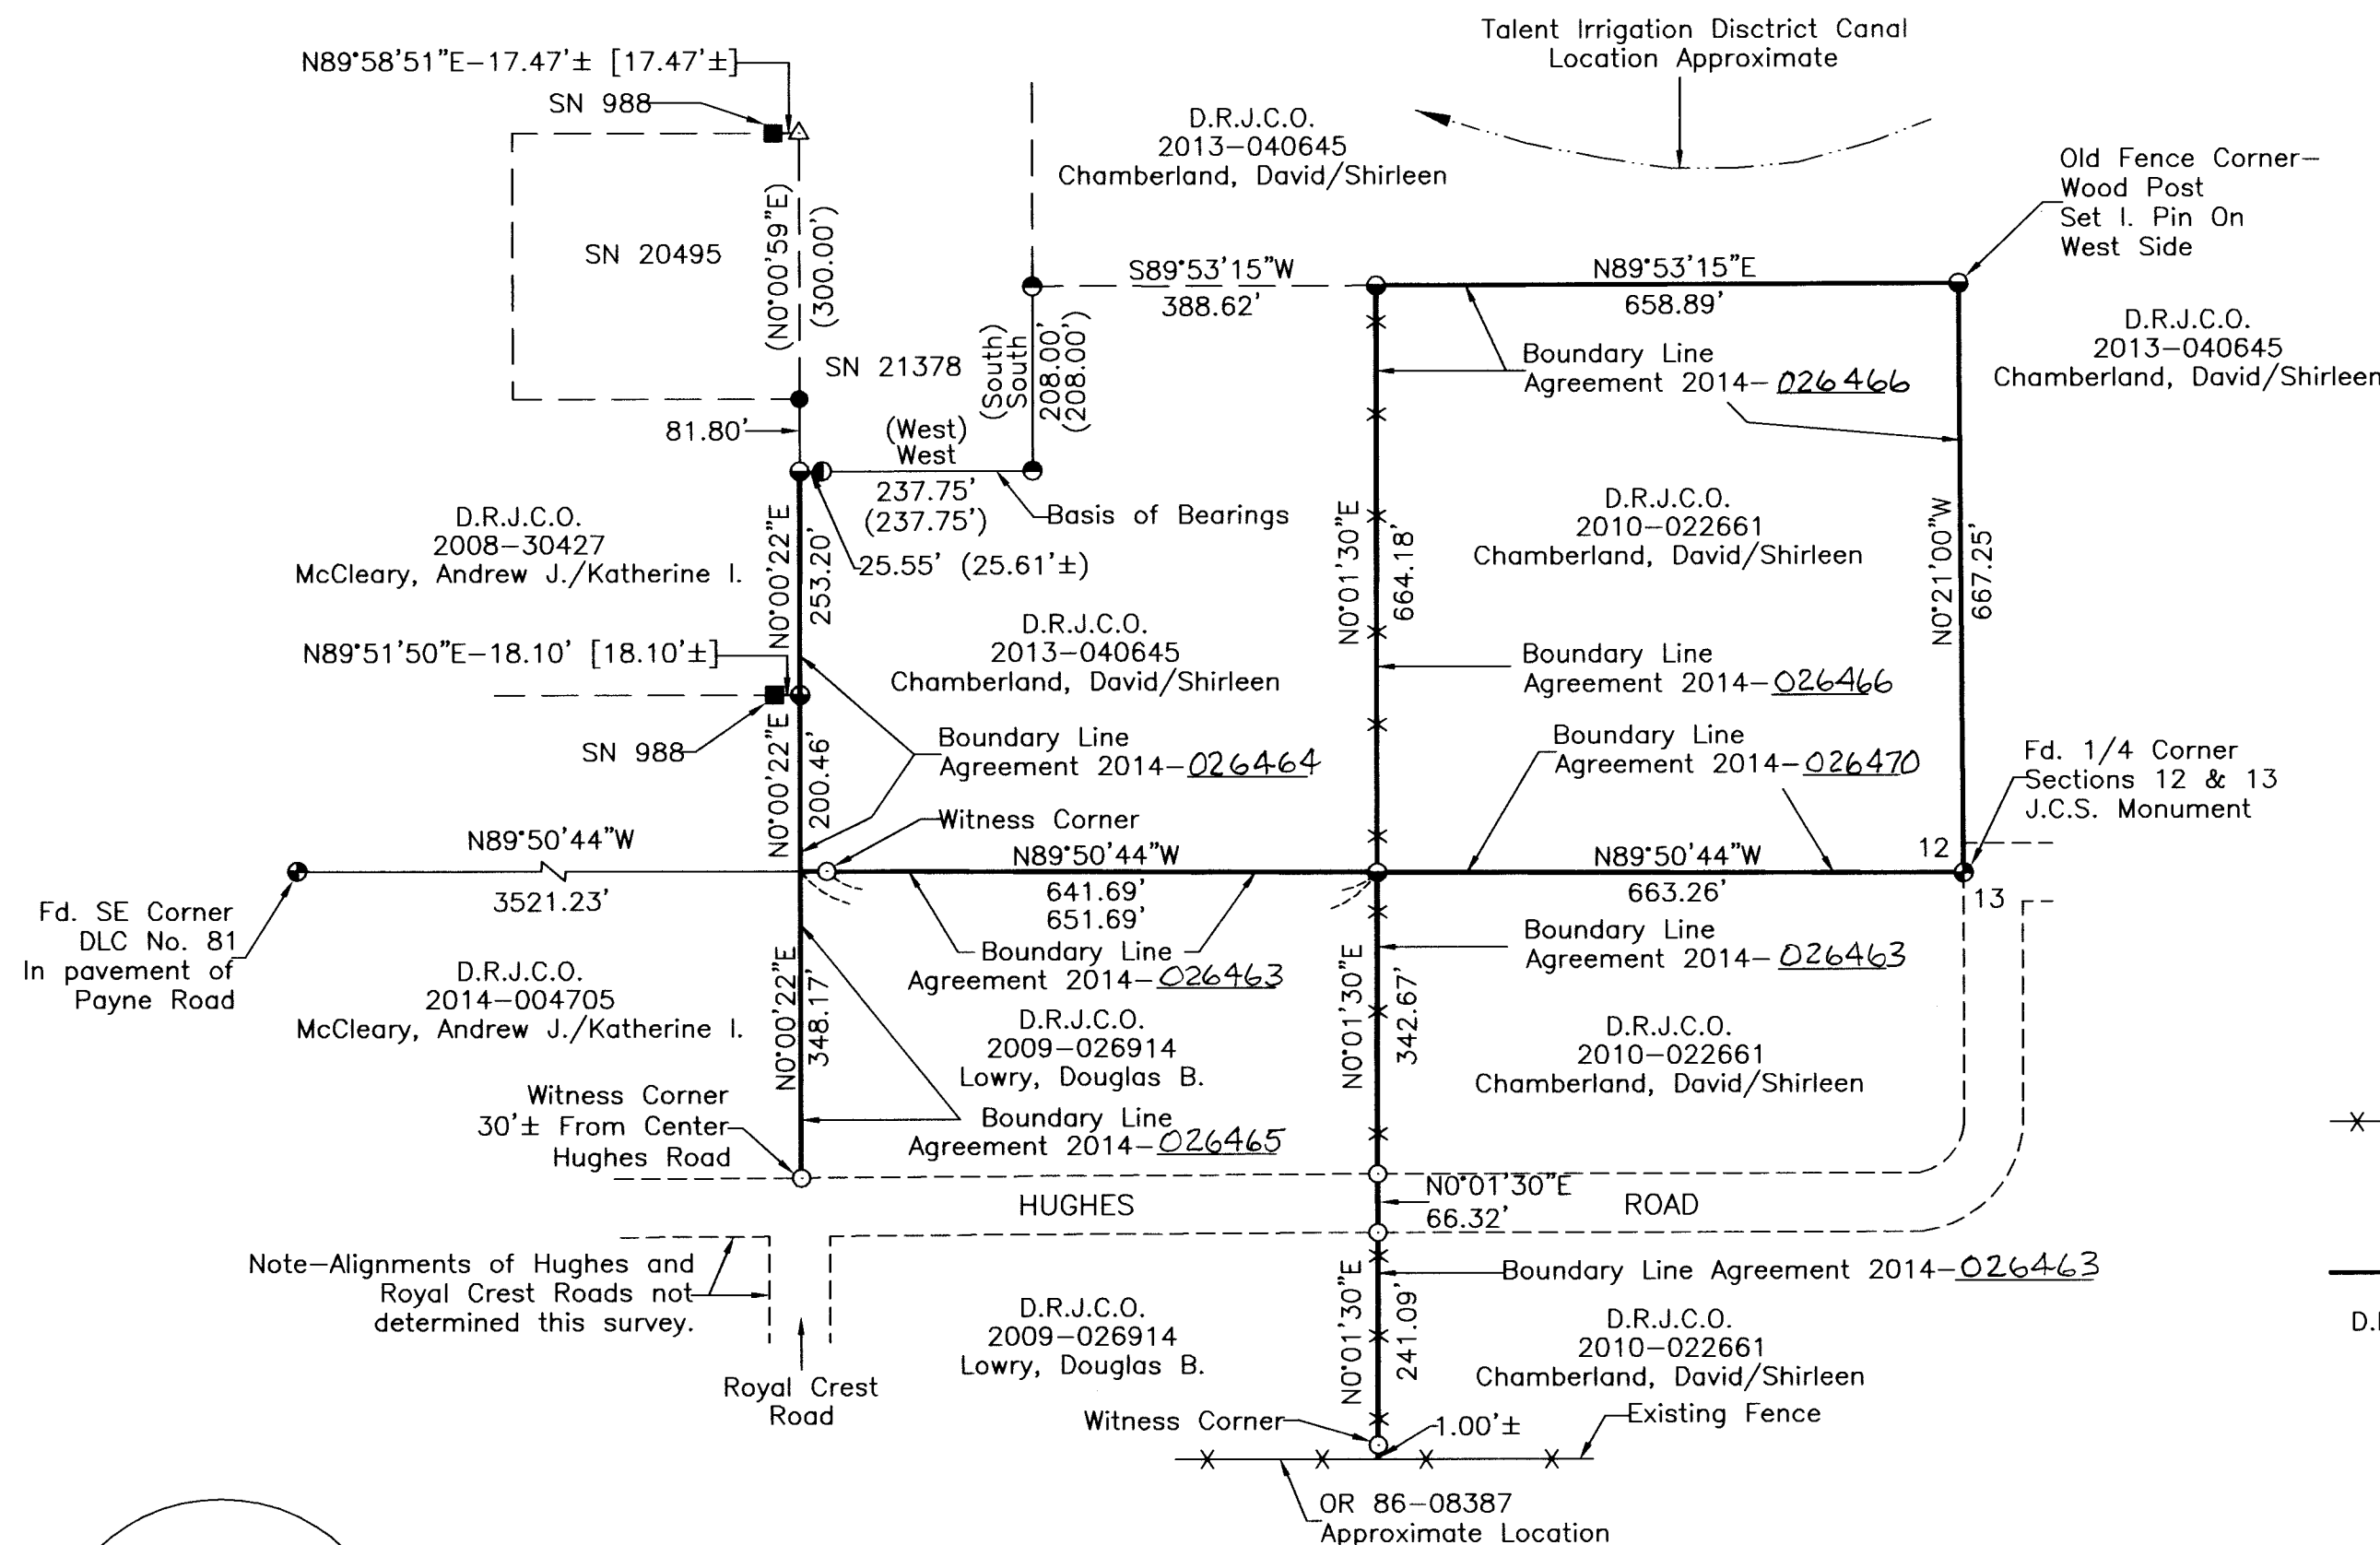 Talent Irrigation Disctrict Canal
Location Approximate
N89°58'51"E-17.47'± [17.47'±]
SN 988
D.R.J.C.O.
2013-040645
Chamberland, David/Shirleen
Old Fence Corner-
Wood Post
Set I. Pin On
West Side
SN 20495
(N0°00'59"E)
(300.00')
S89°53'15"W
388.62'
N89°53'15"E
658.89'
SN 21378
(South)
South
208.00'
(208.00')
Boundary Line
Agreement 2014-026466
D.R.J.C.O.
2013-040645
Chamberland, David/Shirleen
81.80'
(West)
West
237.75'
(237.75')
Basis of Bearings
25.55' (25.61'±)
D.R.J.C.O.
2008-30427
McCleary, Andrew J./Katherine I.
N0°00'22"E
253.20'
N0°01'30"E
664.18'
D.R.J.C.O.
2010-022661
Chamberland, David/Shirleen
N0°21'00"W
667.25'
N89°51'50"E-18.10' [18.10'±]
D.R.J.C.O.
2013-040645
Chamberland, David/Shirleen
Boundary Line
Agreement 2014-026466
SN 988
N0°00'22"E
200.46'
Boundary Line
Agreement 2014-026464
Boundary Line
Agreement 2014-026470
Fd. 1/4 Corner
Sections 12 & 13
J.C.S. Monument
Witness Corner
N89°50'44"W
3521.23'
N89°50'44"W
641.69'
651.69'
N89°50'44"W
663.26'
12
13
Fd. SE Corner
DLC No. 81
In pavement of
Payne Road
Boundary Line
Agreement 2014-026463
Boundary Line
Agreement 2014-026463
D.R.J.C.O.
2014-004705
McCleary, Andrew J./Katherine I.
N0°00'22"E
348.17'
D.R.J.C.O.
2009-026914
Lowry, Douglas B.
N0°01'30"E
342.67'
D.R.J.C.O.
2010-022661
Chamberland, David/Shirleen
Witness Corner
30'± From Center
Hughes Road
Boundary Line
Agreement 2014-026465
HUGHES
N0°01'30"E
66.32'
ROAD
Note-Alignments of Hughes and
Royal Crest Roads not
determined this survey.
Boundary Line Agreement 2014-026463
D.R.J.C.O.
2009-026914
Lowry, Douglas B.
N0°01'30"E
241.09'
D.R.J.C.O.
2010-022661
Chamberland, David/Shirleen
Royal Crest
Road
Witness Corner
1.00'±
Existing Fence
OR 86-08387
Approximate Location